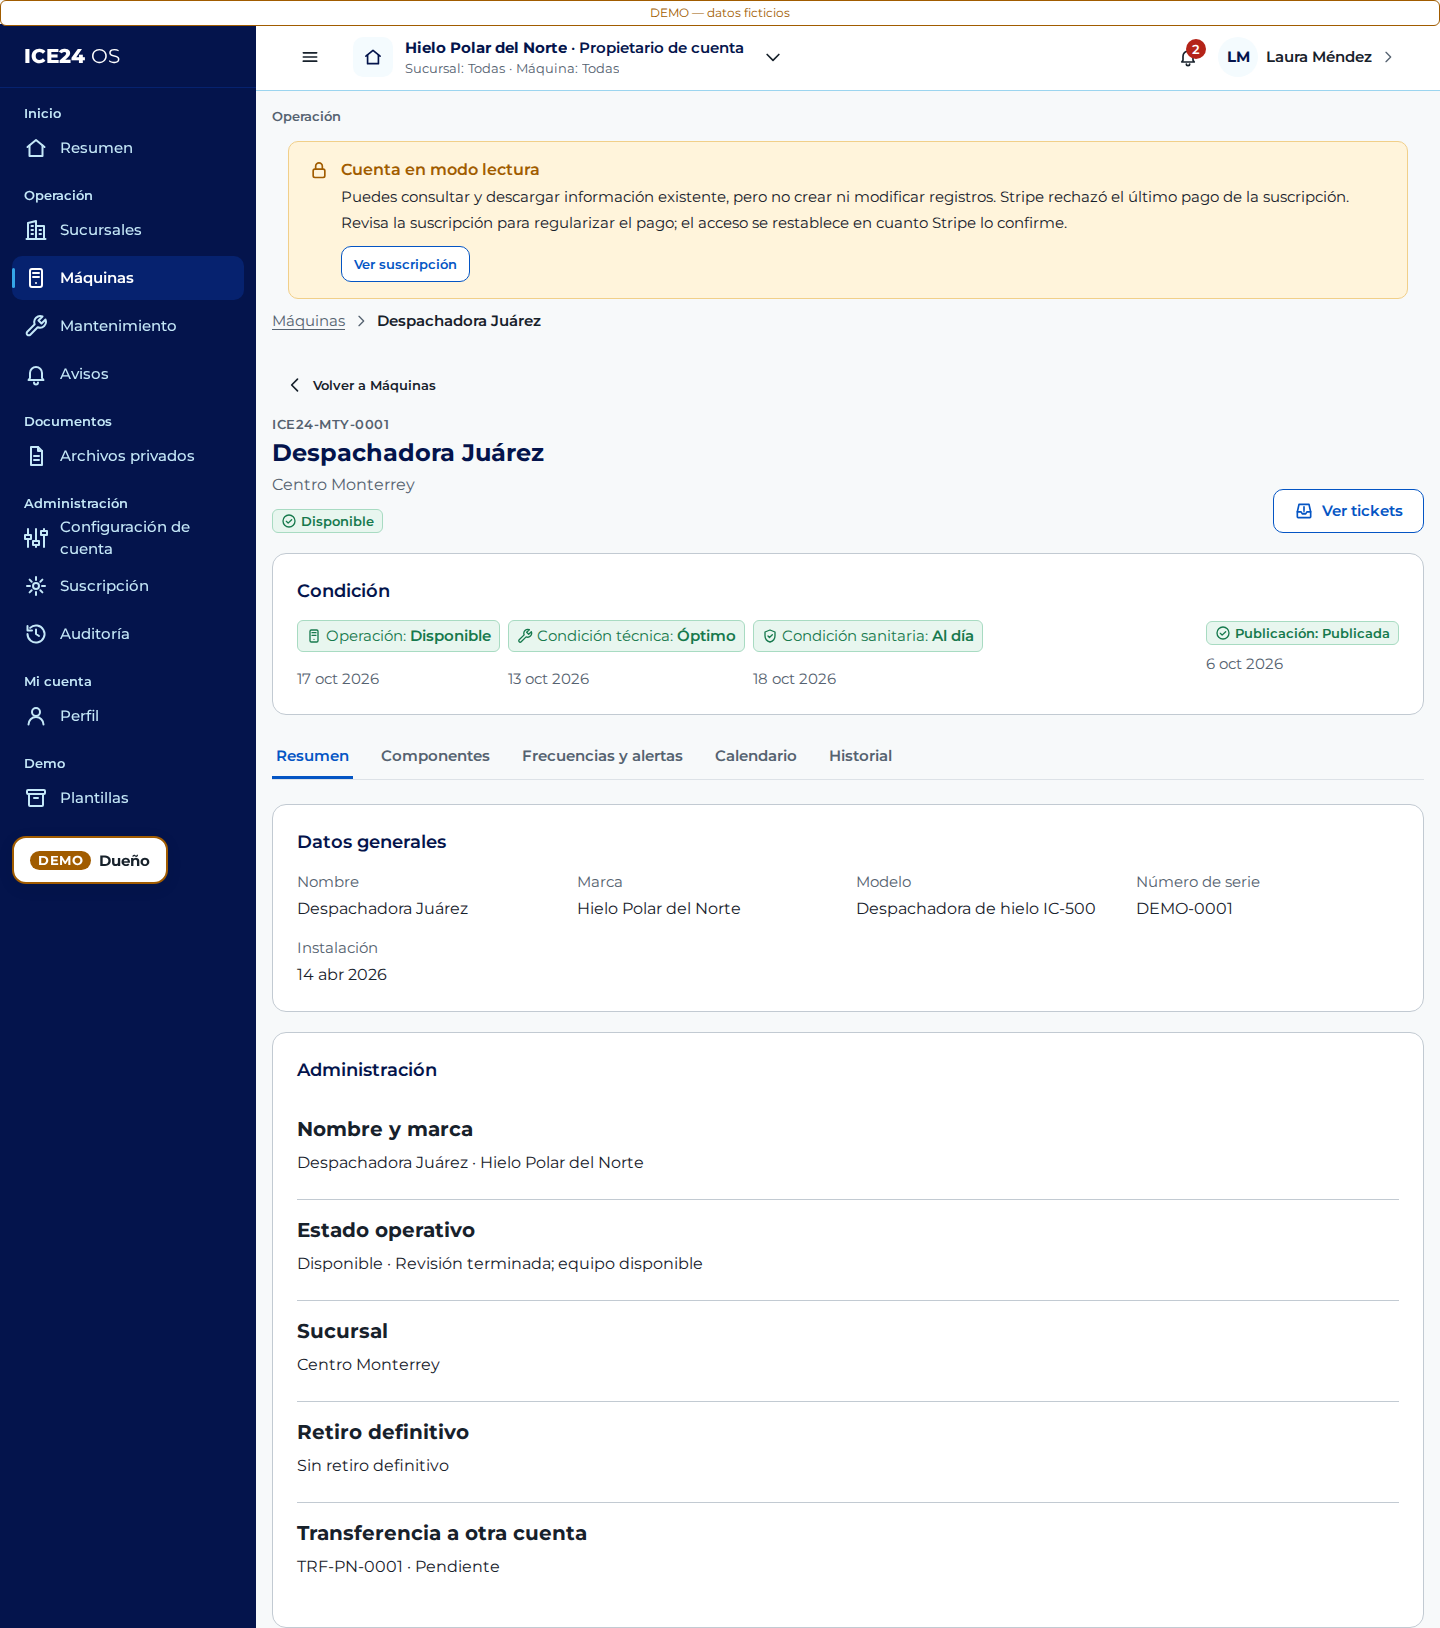 DEMO — datos ficticios
ICE24 OS
Inicio
Resumen
Operación
Sucursales
Máquinas
Mantenimiento
Avisos
Documentos
Archivos privados
Administración
Configuración de
cuenta
Suscripción
Auditoría
Mi cuenta
Perfil
Demo
Plantillas
DEMO Dueño
Hielo Polar del Norte · Propietario de cuenta
Sucursal: Todas · Máquina: Todas
2
LM Laura Méndez
Operación
Cuenta en modo lectura
Puedes consultar y descargar información existente, pero no crear ni modificar registros. Stripe rechazó el último pago de la suscripción.
Revisa la suscripción para regularizar el pago; el acceso se restablece en cuanto Stripe lo confirme.
Ver suscripción
Máquinas > Despachadora Juárez
Volver a Máquinas
ICE24-MTY-0001
Despachadora Juárez
Centro Monterrey
Disponible
Ver tickets
Condición
Operación: Disponible
17 oct 2026
Condición técnica: Óptimo
13 oct 2026
Condición sanitaria: Al día
18 oct 2026
Publicación: Publicada
6 oct 2026
Resumen Componentes Frecuencias y alertas Calendario Historial
Datos generales
Nombre
Despachadora Juárez
Marca
Hielo Polar del Norte
Modelo
Despachadora de hielo IC-500
Número de serie
DEMO-0001
Instalación
14 abr 2026
Administración
Nombre y marca
Despachadora Juárez · Hielo Polar del Norte
Estado operativo
Disponible · Revisión terminada; equipo disponible
Sucursal
Centro Monterrey
Retiro definitivo
Sin retiro definitivo
Transferencia a otra cuenta
TRF-PN-0001 · Pendiente